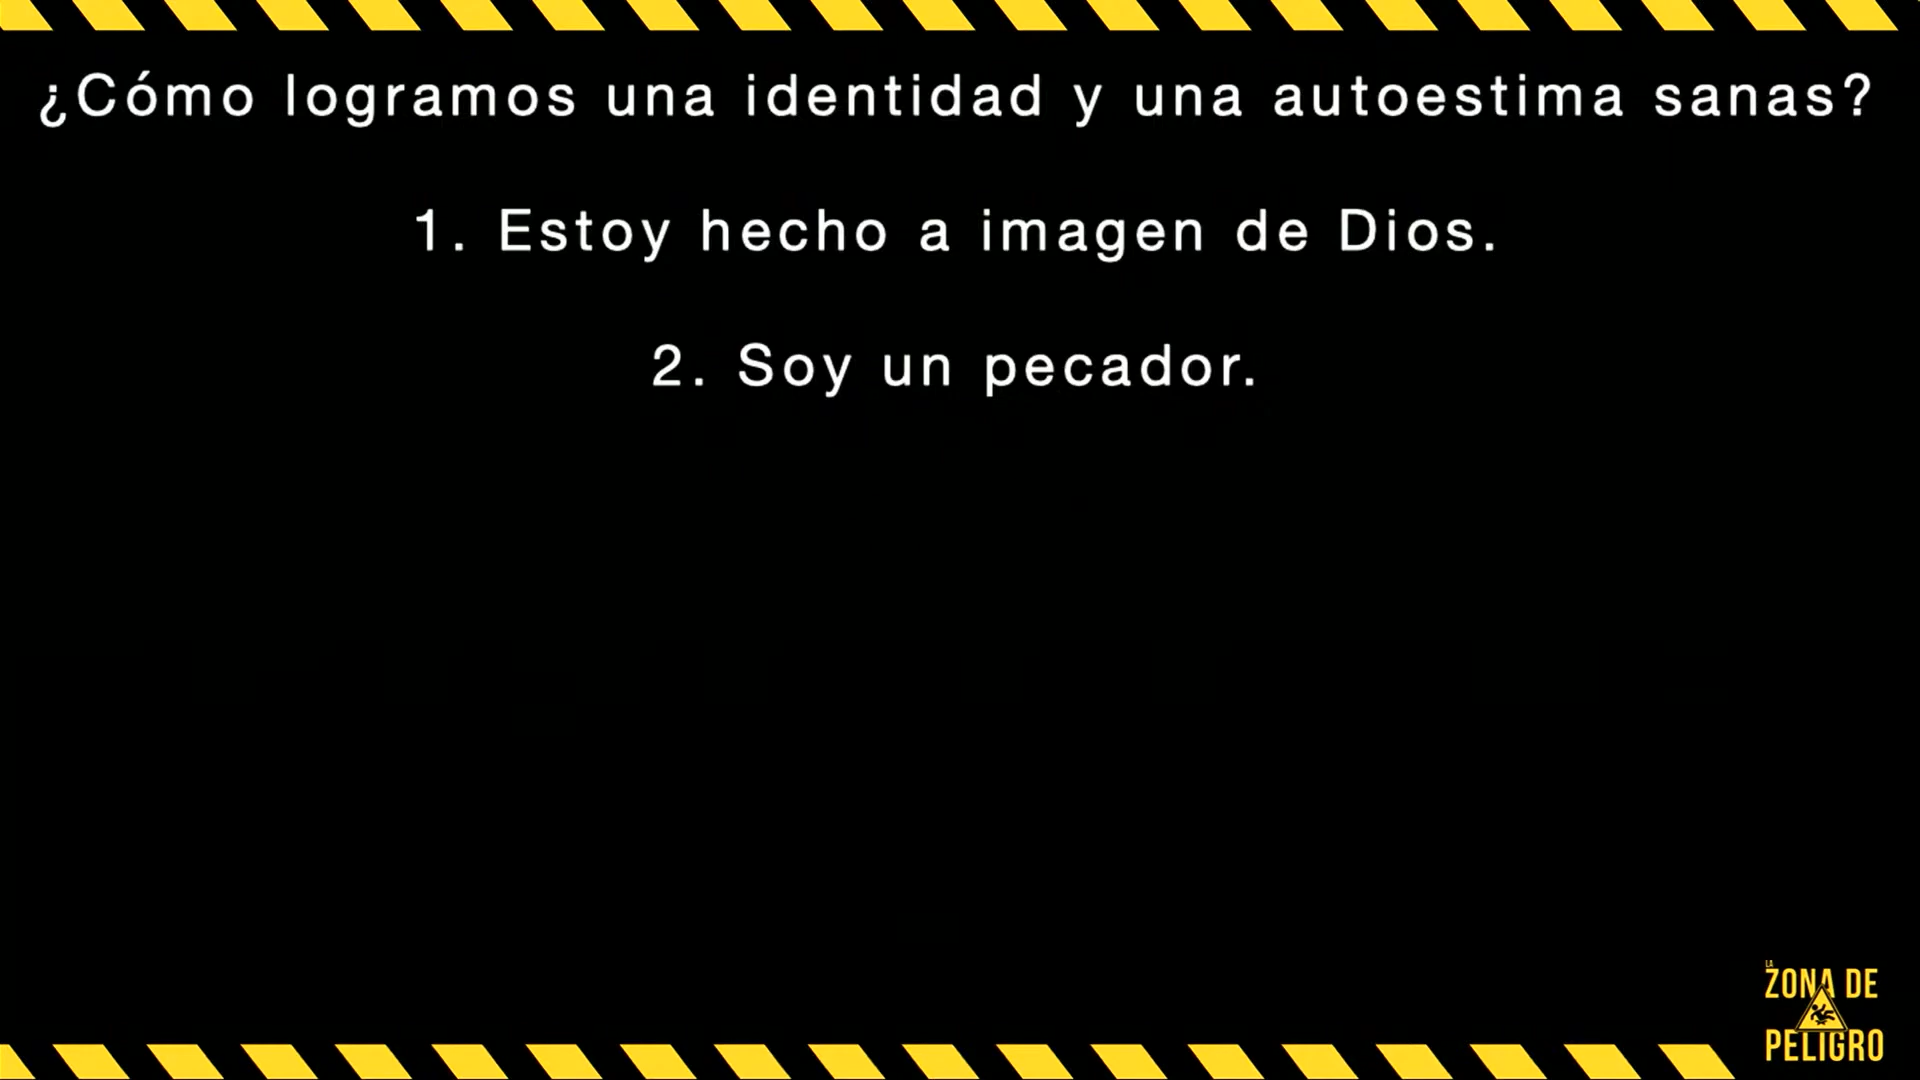 ¿Cómo logramos una identidad y una autoestima sanas?
1. Estoy hecho a imagen de Dios.
2. Soy un pecador.
LA
ZONA DE
PELIGRO